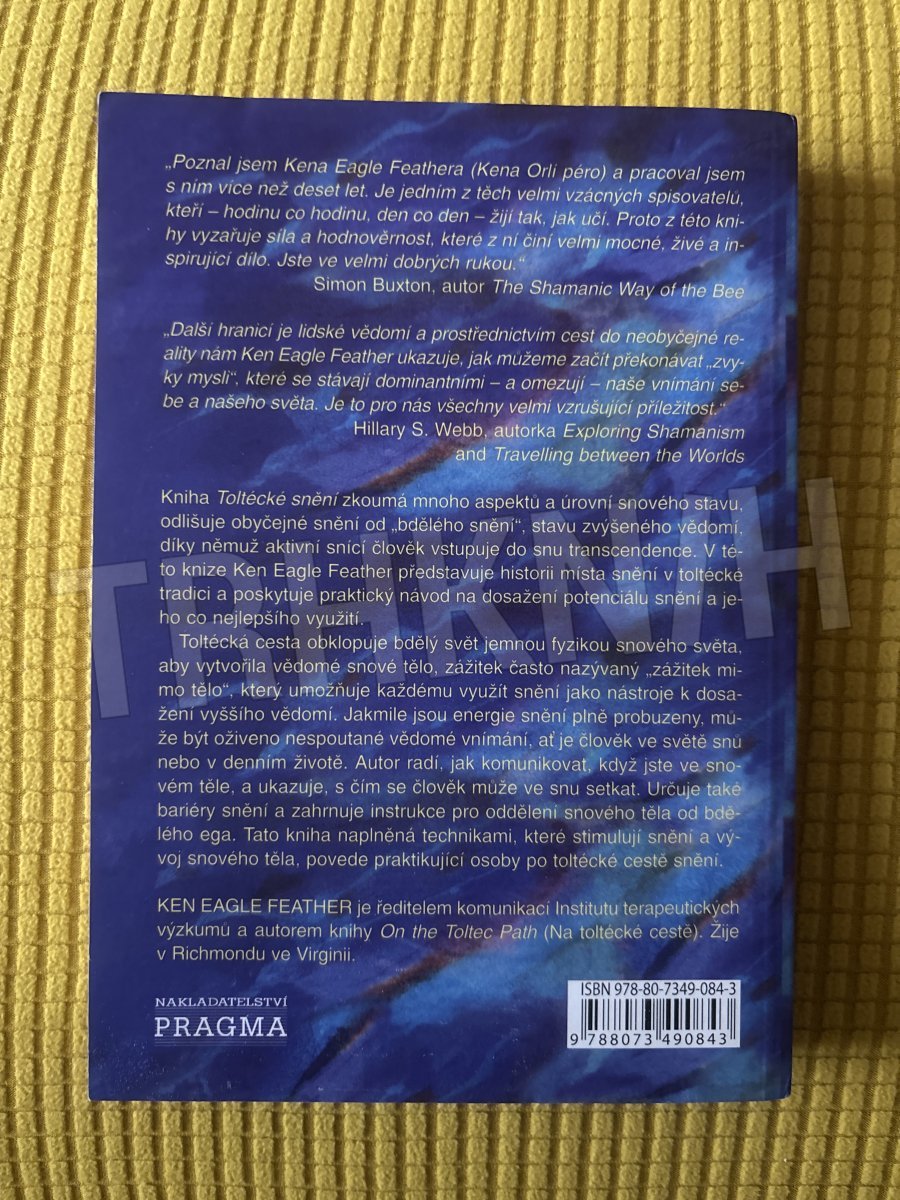 „Poznal jsem Kena Eagle Feathera (Kena Orlí péro) a pracoval jsem
s ním více než deset let. Je jedním z těch velmi vzácných spisovatelů,
kteří – hodinu co hodinu, den co den – žijí tak, jak učí. Proto z této kni-
hy vyzařuje síla a hodnověrnost, které z ní činí velmi mocné, živé a in-
spirující dílo. Jste ve velmi dobrých rukou.“
Simon Buxton, autor The Shamanic Way of the Bee
„Další hranicí je lidské vědomí a prostřednictvím cest do neobyčejné re-
ality nám Ken Eagle Feather ukazuje, jak můžeme začít překonávat „zvy-
ky mysli“, které se stávají dominantními – a omezují – naše vnímání se-
be a našeho světa. Je to pro nás všechny velmi vzrušující příležitost.“
Hillary S. Webb, autorka Exploring Shamanism
and Travelling between the Worlds
Kniha Toltécké snění zkoumá mnoho aspektů a úrovní snového stavu,
odlišuje obyčejné snění od „bdělého snění“, stavu zvýšeného vědomí,
díky němuž aktivní snící člověk vstupuje do snu transcendence. V té-
to knize Ken Eagle Feather představuje historii místa snění v toltécké
tradici a poskytuje praktický návod na dosažení potenciálu snění a je-
ho co nejlepšího využití.
Toltécká cesta obklopuje bdělý svět jemnou fyzikou snového světa,
aby vytvořila vědomé snové tělo, zážitek často nazývaný „zážitek mi-
mo tělo“, který umožňuje každému využít snění jako nástroje k dosa-
žení vyššího vědomí. Jakmile jsou energie snění plně probuzeny, mů-
že být oživeno nespoutané vědomé vnímání, ať je člověk ve světě snů
nebo v denním životě. Autor radí, jak komunikovat, když jste ve sno-
vém těle, a ukazuje, s čím se člověk může ve snu setkat. Určuje také
bariéry snění a zahrnuje instrukce pro oddělení snového těla od bdě-
lého ega. Tato kniha naplněná technikami, které stimulují snění a vý-
voj snového těla, povede praktikující osoby po toltécké cestě snění.
KEN EAGLE FEATHER je ředitelem komunikací Institutu terapeutických
výzkumů a autorem knihy On the Toltec Path (Na toltécké cestě). Žije
v Richmondu ve Virginii.
NAKLADATELSTVÍ
PRAGMA
ISBN 978-80-7349-084-3
9 788073 490843